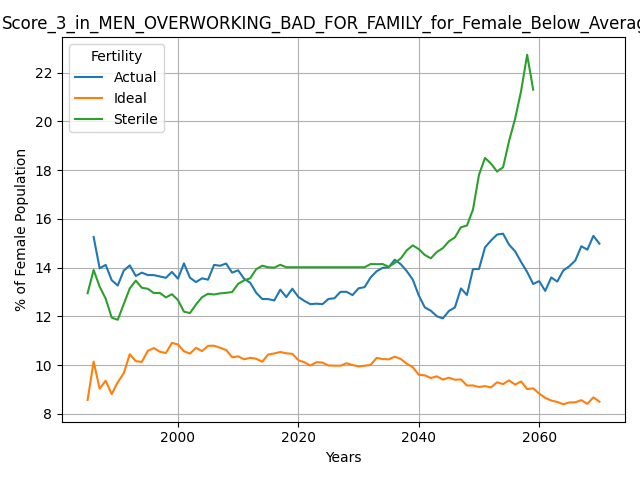 Score_3_in_MEN_OVERWORKING_BAD_FOR_FAMILY_for_Female_Below_Averag
Fertility
Actual
Ideal
Sterile
% of Female Population
22
20
18
16
14
12
10
8
2000 2020 2040 2060
Years